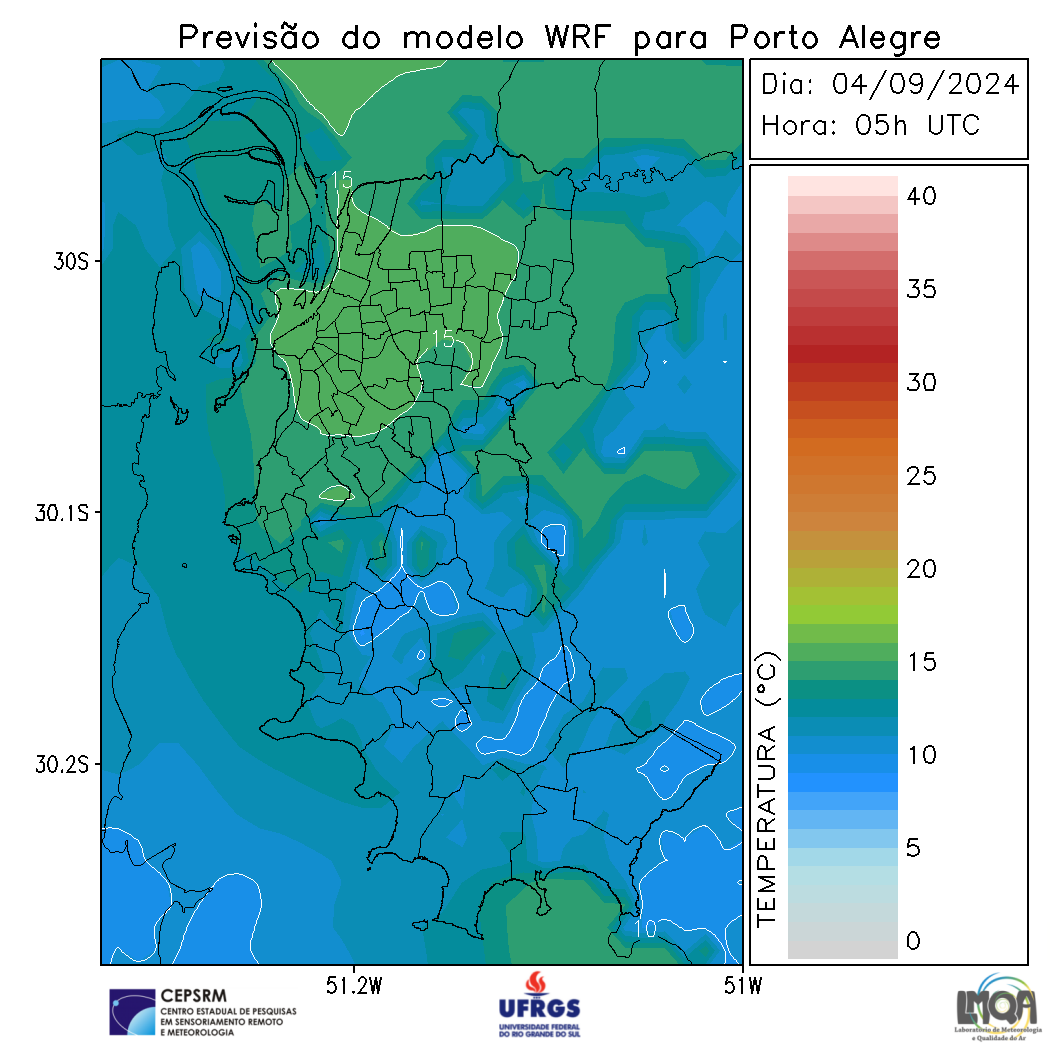 Previsão do modelo WRF para Porto Alegre
Dia: 04/09/2024
Hora: 05h UTC
15
15
10
30S
30.1S
30.2S
51.2W
51W
40
35
30
25
20
15
10
5
0
TEMPERATURA (°C)
CEPSRM
CENTRO ESTADUAL DE PESQUISAS
EM SENSORIAMENTO REMOTO
E METEOROLOGIA
UFRGS
UNIVERSIDADE FEDERAL
DO RIO GRANDE DO SUL
LMQA
Laboratório de Meteorologia
e Qualidade do Ar